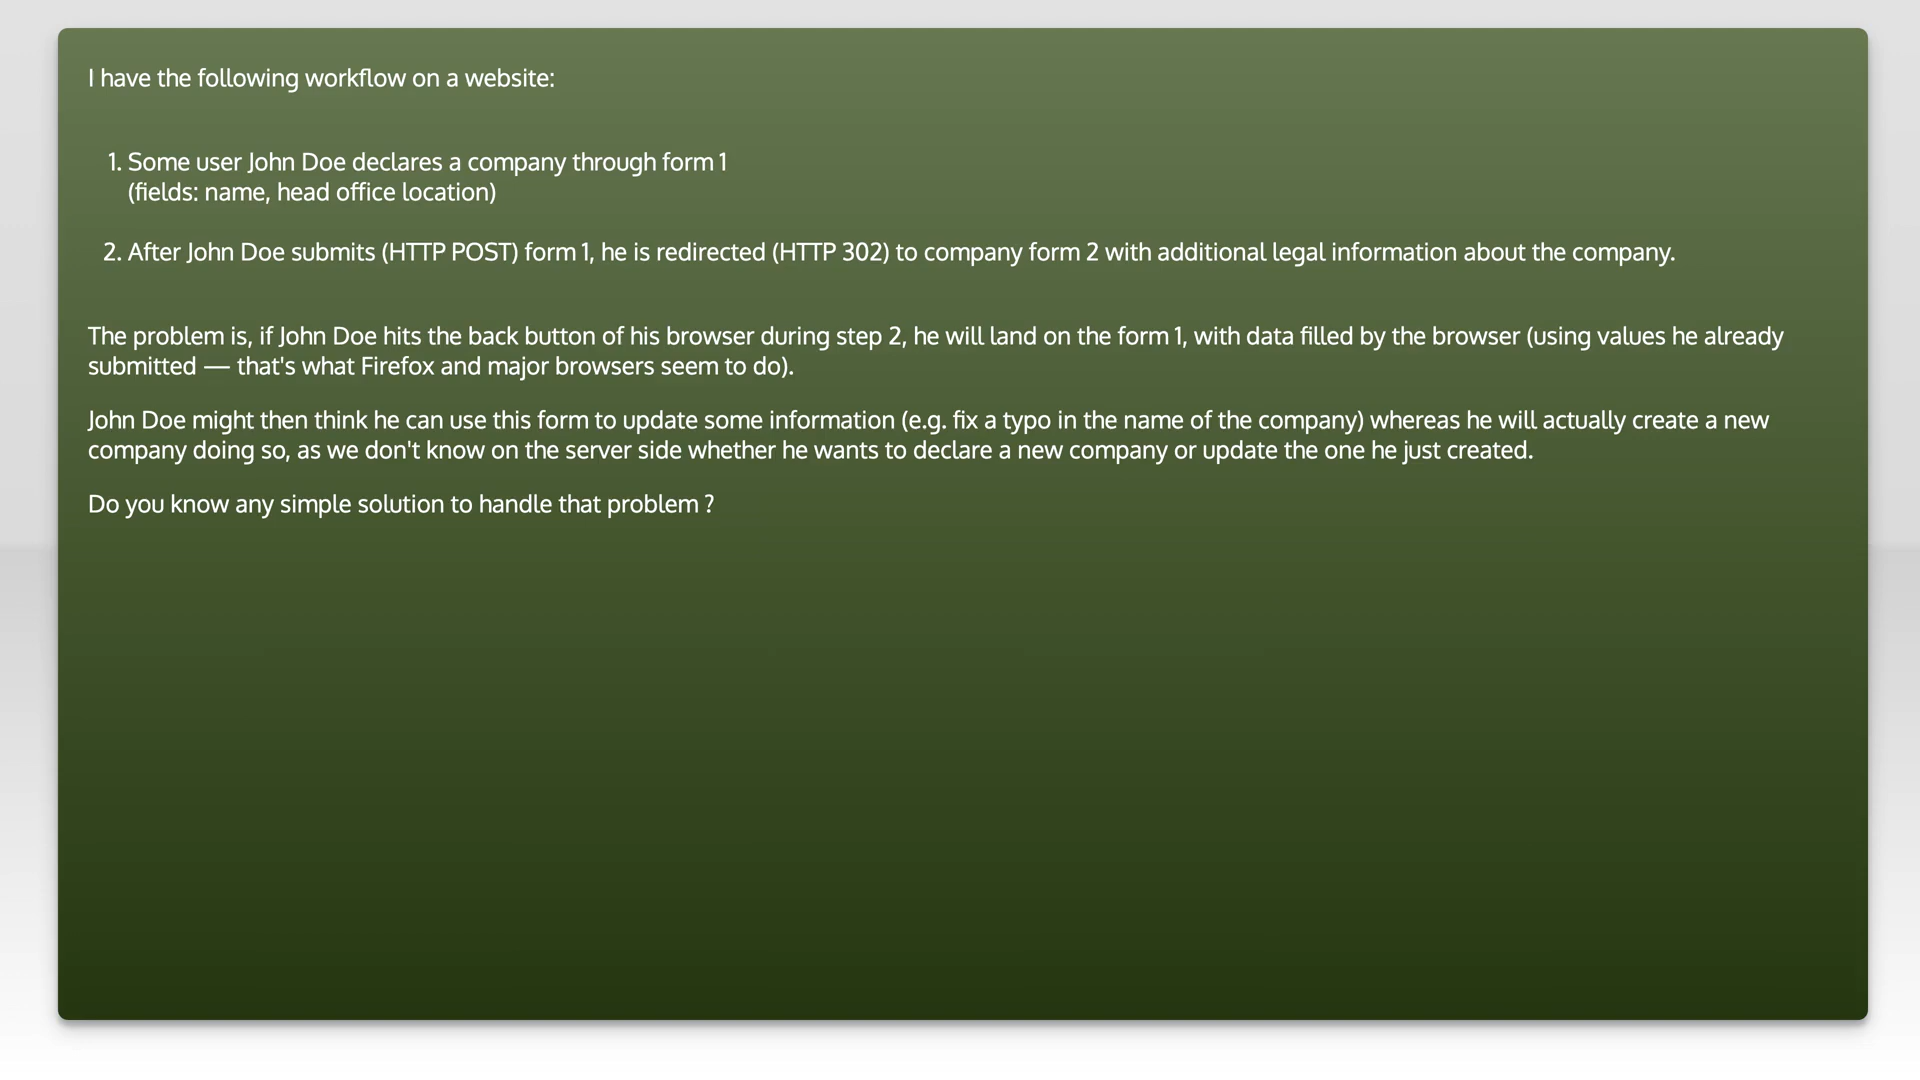 I have the following workflow on a website:
1. Some user John Doe declares a company through form 1
(fields: name, head office location)
2. After John Doe submits (HTTP POST) form 1, he is redirected (HTTP 302) to company form 2 with additional legal information about the company.
The problem is, if John Doe hits the back button of his browser during step 2, he will land on the form 1, with data filled by the browser (using values he already
submitted — that's what Firefox and major browsers seem to do).
John Doe might then think he can use this form to update some information (e.g. fix a typo in the name of the company) whereas he will actually create a new
company doing so, as we don't know on the server side whether he wants to declare a new company or update the one he just created.
Do you know any simple solution to handle that problem ?